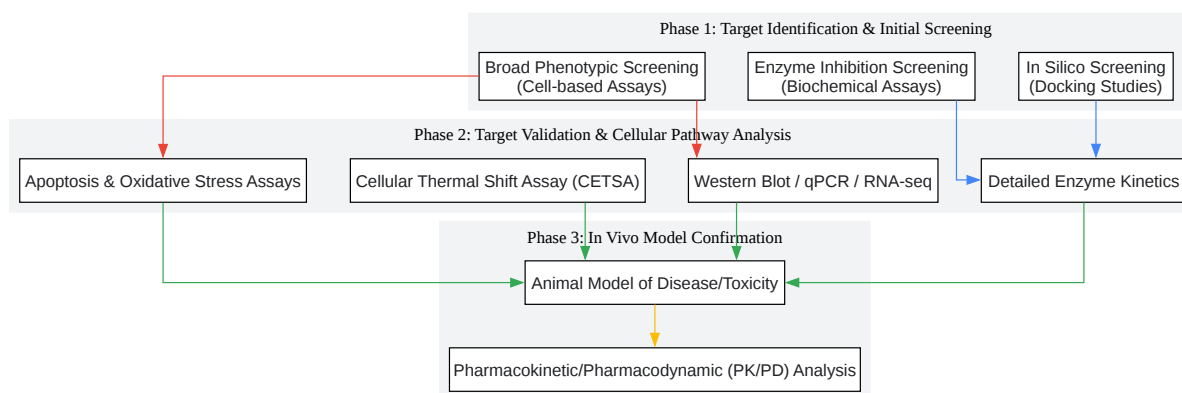 Phase 1: Target Identification & Initial Screening
Broad Phenotypic Screening
(Cell-based Assays)
Enzyme Inhibition Screening
(Biochemical Assays)
In Silico Screening
(Docking Studies)
Phase 2: Target Validation & Cellular Pathway Analysis
Apoptosis & Oxidative Stress Assays
Cellular Thermal Shift Assay (CETSA)
Western Blot / qPCR / RNA-seq
Detailed Enzyme Kinetics
Phase 3: In Vivo Model Confirmation
Animal Model of Disease/Toxicity
Pharmacokinetic/Pharmacodynamic (PK/PD) Analysis